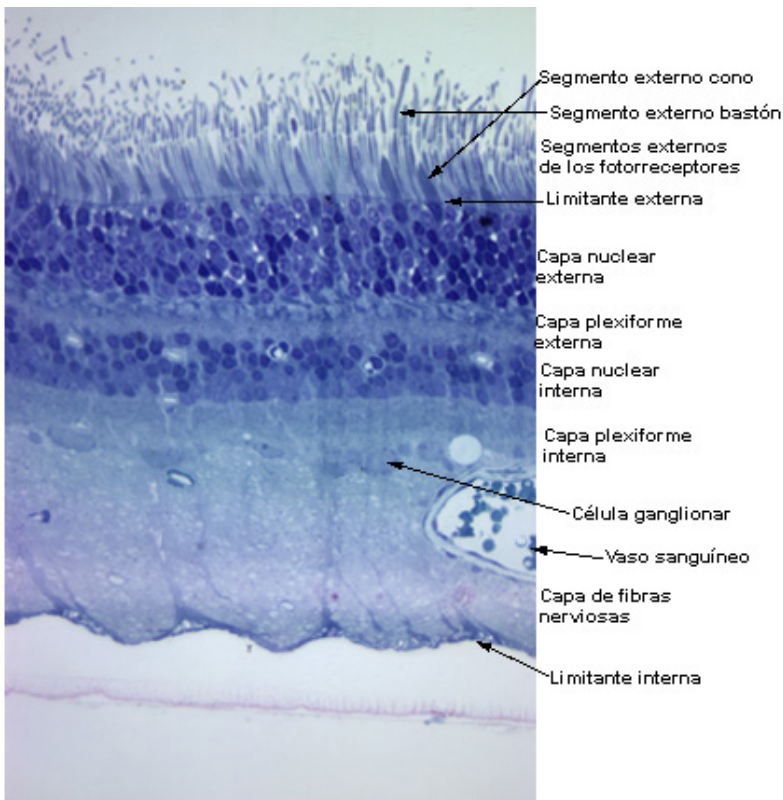 Segmento externo cono
Segmento externo bastón
Segmentos externos
de los fotorreceptores
Limitante externa
Capa nuclear
externa
Capa plexiforme
externa
Capa nuclear
interna
Capa plexiforme
interna
Célula ganglionar
Vaso sanguíneo
Capa de fibras
nerviosas
Limitante interna